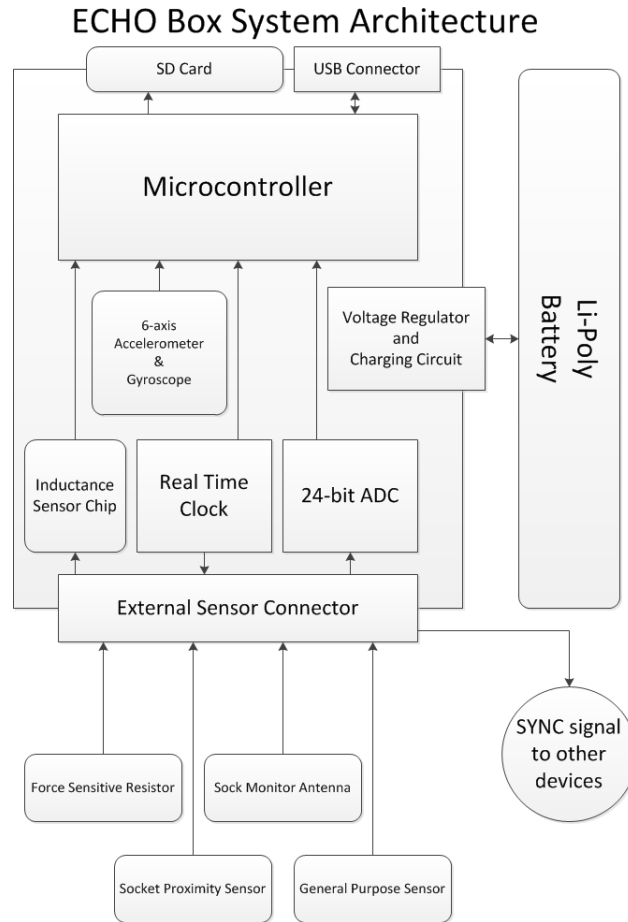 ECHO Box System Architecture
SD Card
USB Connector
Microcontroller
6-axis
Accelerometer
&
Gyroscope
Voltage Regulator
and
Charging Circuit
Li-Poly
Battery
Inductance
Sensor Chip
Real Time
Clock
24-bit ADC
External Sensor Connector
SYNC signal
to other
devices
Force Sensitive Resistor
Sock Monitor Antenna
Socket Proximity Sensor
General Purpose Sensor